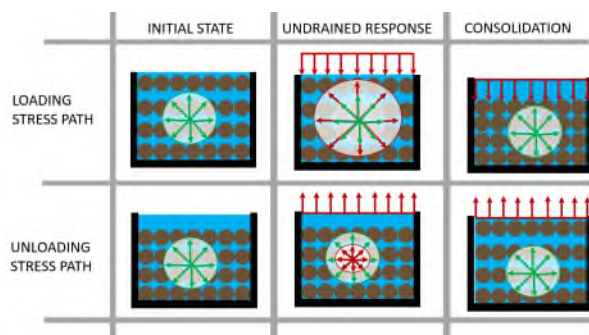 INITIAL STATE
UNDRAINED RESPONSE
CONSOLIDATION
LOADING
STRESS PATH
UNLOADING
STRESS PATH